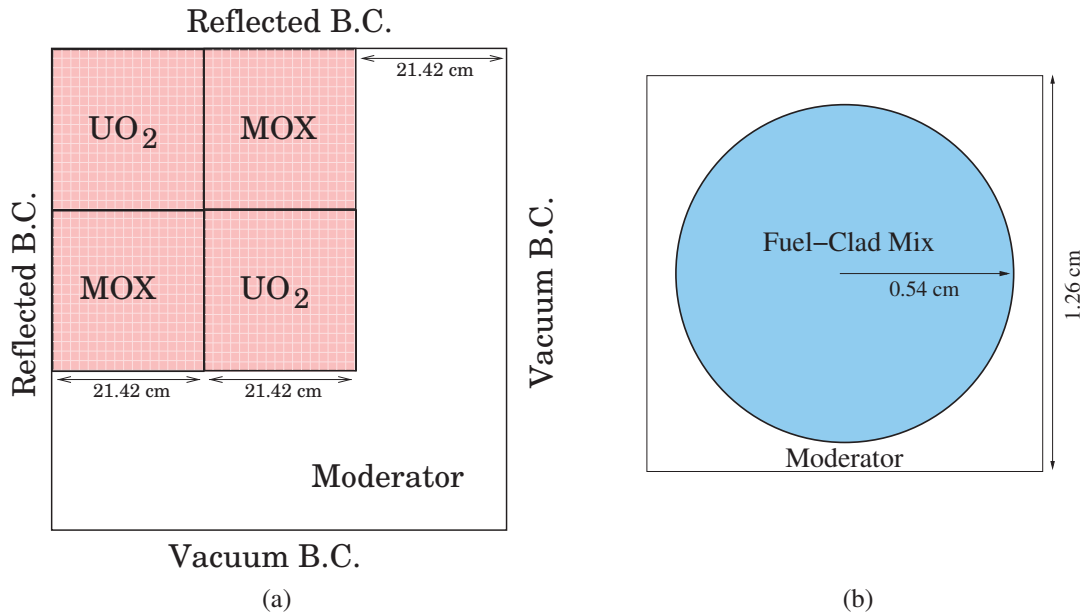 Reflected B.C.
21.42 cm
UO2
MOX
Reflected B.C.
Vacuum B.C.
MOX
UO2
21.42 cm
21.42 cm
Moderator
Vacuum B.C.
(a)
Fuel–Clad Mix
0.54 cm
1.26 cm
Moderator
(b)